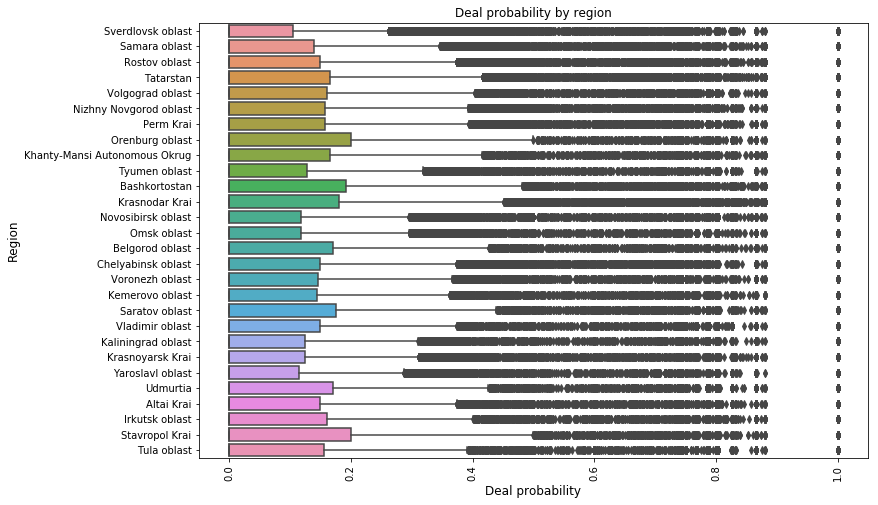 Deal probability by region
Region
Sverdlovsk oblast
Samara oblast
Rostov oblast
Tatarstan
Volgograd oblast
Nizhny Novgorod oblast
Perm Krai
Orenburg oblast
Khanty-Mansi Autonomous Okrug
Tyumen oblast
Bashkortostan
Krasnodar Krai
Novosibirsk oblast
Omsk oblast
Belgorod oblast
Chelyabinsk oblast
Voronezh oblast
Kemerovo oblast
Saratov oblast
Vladimir oblast
Kaliningrad oblast
Krasnoyarsk Krai
Yaroslavl oblast
Udmurtia
Altai Krai
Irkutsk oblast
Stavropol Krai
Tula oblast
0.0 0.2 0.4 0.6 0.8 1.0
Deal probability